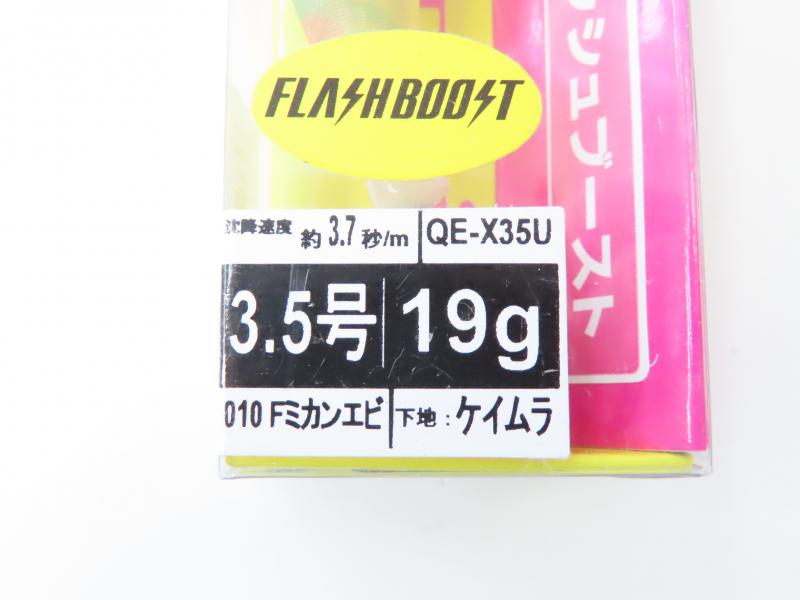 FLASHBOOST
シュブースト
沈降速度 約 3.7 秒/m QE-X35U
3.5号 19g
010 Fミカンエビ 下地:ケイムラ